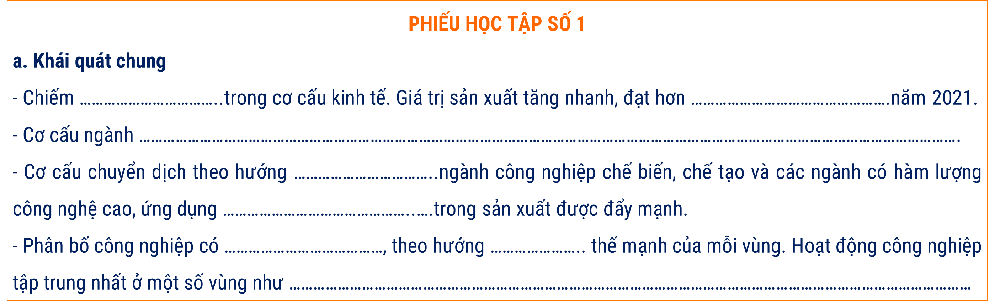 PHIẾU HỌC TẬP SỐ 1
a. Khái quát chung
- Chiếm ……………………………..trong cơ cấu kinh tế. Giá trị sản xuất tăng nhanh, đạt hơn ………………………………………….năm 2021.
- Cơ cấu ngành ………………………………………………………………………………………………………………………………………………………………………………….
- Cơ cấu chuyển dịch theo hướng ……………………………..ngành công nghiệp chế biến, chế tạo và các ngành có hàm lượng
công nghệ cao, ứng dụng ………………………………………..….trong sản xuất được đẩy mạnh.
- Phân bố công nghiệp có …………………………………, theo hướng ………………….. thế mạnh của mỗi vùng. Hoạt động công nghiệp
tập trung nhất ở một số vùng như ……………………………………………………………………………………………………………………………………………………